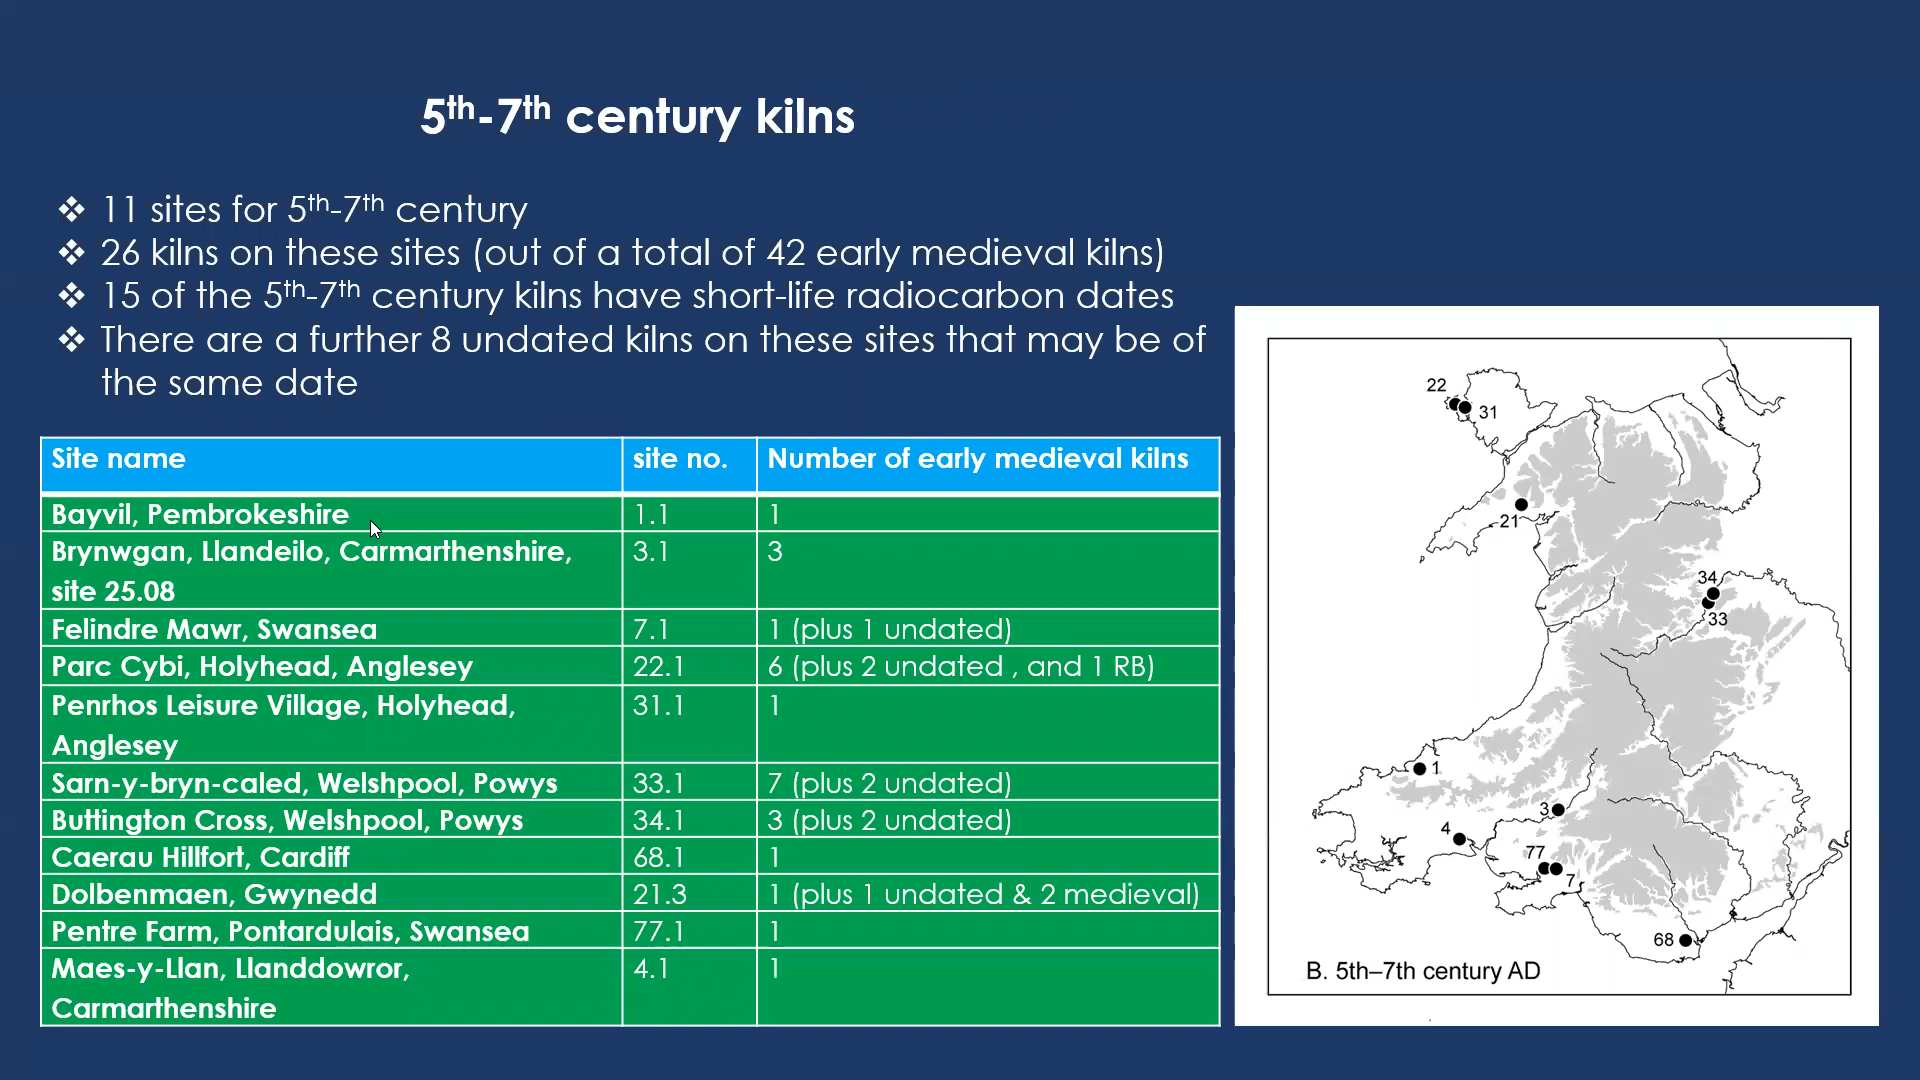 5th-7th century kilns
❖ 11 sites for 5th-7th century
❖ 26 kilns on these sites (out of a total of 42 early medieval kilns)
❖ 15 of the 5th-7th century kilns have short-life radiocarbon dates
❖ There are a further 8 undated kilns on these sites that may be of
the same date
Site name site no. Number of early medieval kilns
Bayvil, Pembrokeshire 1.1 1
Brynwgan, Llandeilo, Carmarthenshire, 3.1 3
site 25.08
Felindre Mawr, Swansea 7.1 1 (plus 1 undated)
Parc Cybi, Holyhead, Anglesey 22.1 6 (plus 2 undated , and 1 RB)
Penrhos Leisure Village, Holyhead, 31.1 1
Anglesey
Sarn-y-bryn-caled, Welshpool, Powys 33.1 7 (plus 2 undated)
Buttington Cross, Welshpool, Powys 34.1 3 (plus 2 undated)
Caerau Hillfort, Cardiff 68.1 1
Dolbenmaen, Gwynedd 21.3 1 (plus 1 undated & 2 medieval)
Pentre Farm, Pontardulais, Swansea 77.1 1
Maes-y-Llan, Llanddowror, 4.1 1
Carmarthenshire
22
31
21
34
33
1
3
4
77
7
68
B. 5th–7th century AD